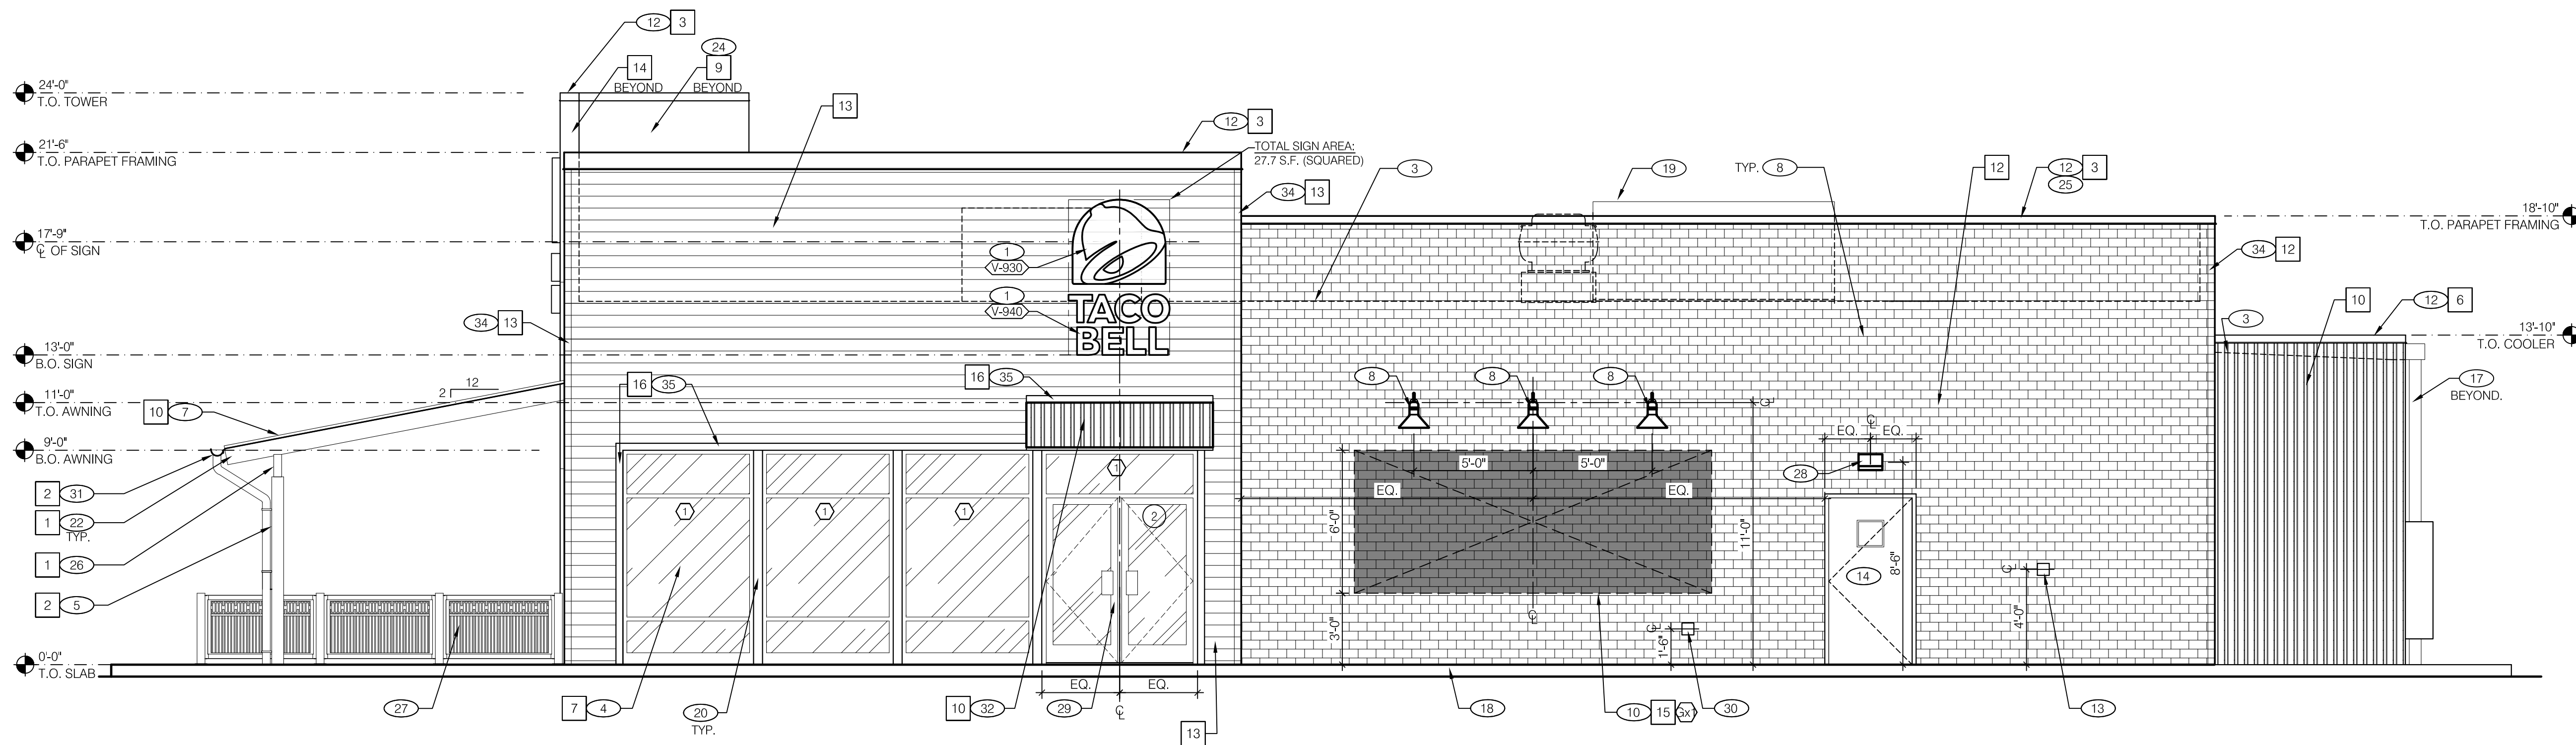 12 3
24
14
9
BEYOND
BEYOND
24'-0"
T.O. TOWER
13
12 3
21'-6"
T.O. PARAPET FRAMING
TOTAL SIGN AREA:
27.7 S.F. (SQUARED)
3
19
TYP. 8
12
12 3
25
34 13
18'-10"
T.O. PARAPET FRAMING
17'-9"
℄ OF SIGN
1
V-930
34 12
1
V-940
TACO
BELL
34 13
10
12 6
3
13'-10"
T.O. COOLER
13'-0"
B.O. SIGN
12
2
16 35
16 35
8
8
8
17
BEYOND.
11'-0"
T.O. AWNING
10 7
℄
℄
9'-0"
B.O. AWNING
EQ. EQ.
℄
5'-0" 5'-0"
1
28
2 31
EQ. EQ.
1 22
TYP.
1
1
1
2
6'-0"
11'-0"
8'-6"
1 26
14
℄
2 5
3'-0"
℄
℄
1'-6"
4'-0"
0'-0"
T.O. SLAB
EQ. EQ.
℄
27
7 4
20
TYP.
10 32
29
13
18
10 15 Gx1
30
13